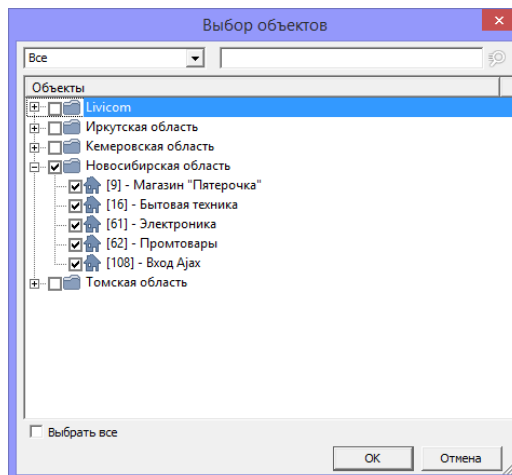 Выбор объектов
Все
Объекты
Livicom
Иркутская область
Кемеровская область
Новосибирская область
[9] - Магазин "Пятерочка"
[16] - Бытовая техника
[61] - Электроника
[62] - Промтовары
[108] - Вход Ajax
Томская область
Выбрать все
OK Отмена